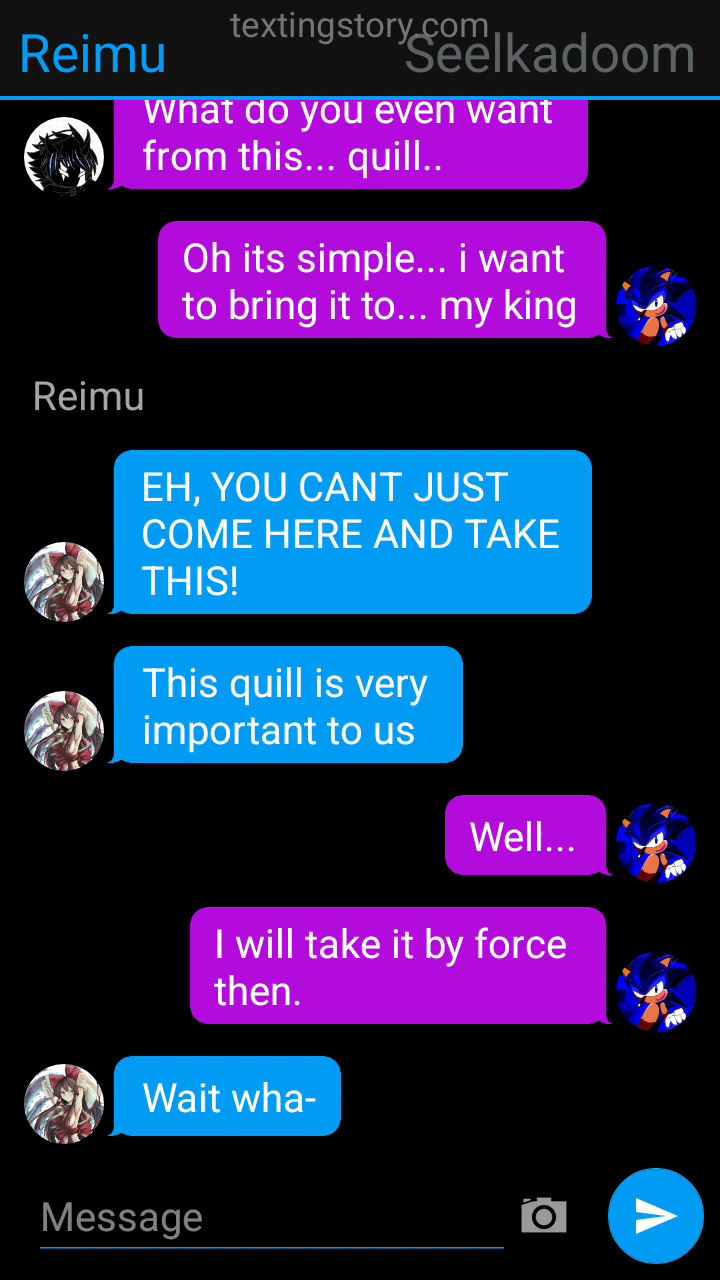 textingstory.com
Reimu
Seelkadoom
What do you even want
from this... quill..
Oh its simple... i want
to bring it to... my king
Reimu
EH, YOU CANT JUST
COME HERE AND TAKE
THIS!
This quill is very
important to us
Well...
I will take it by force
then.
Wait wha-
Message